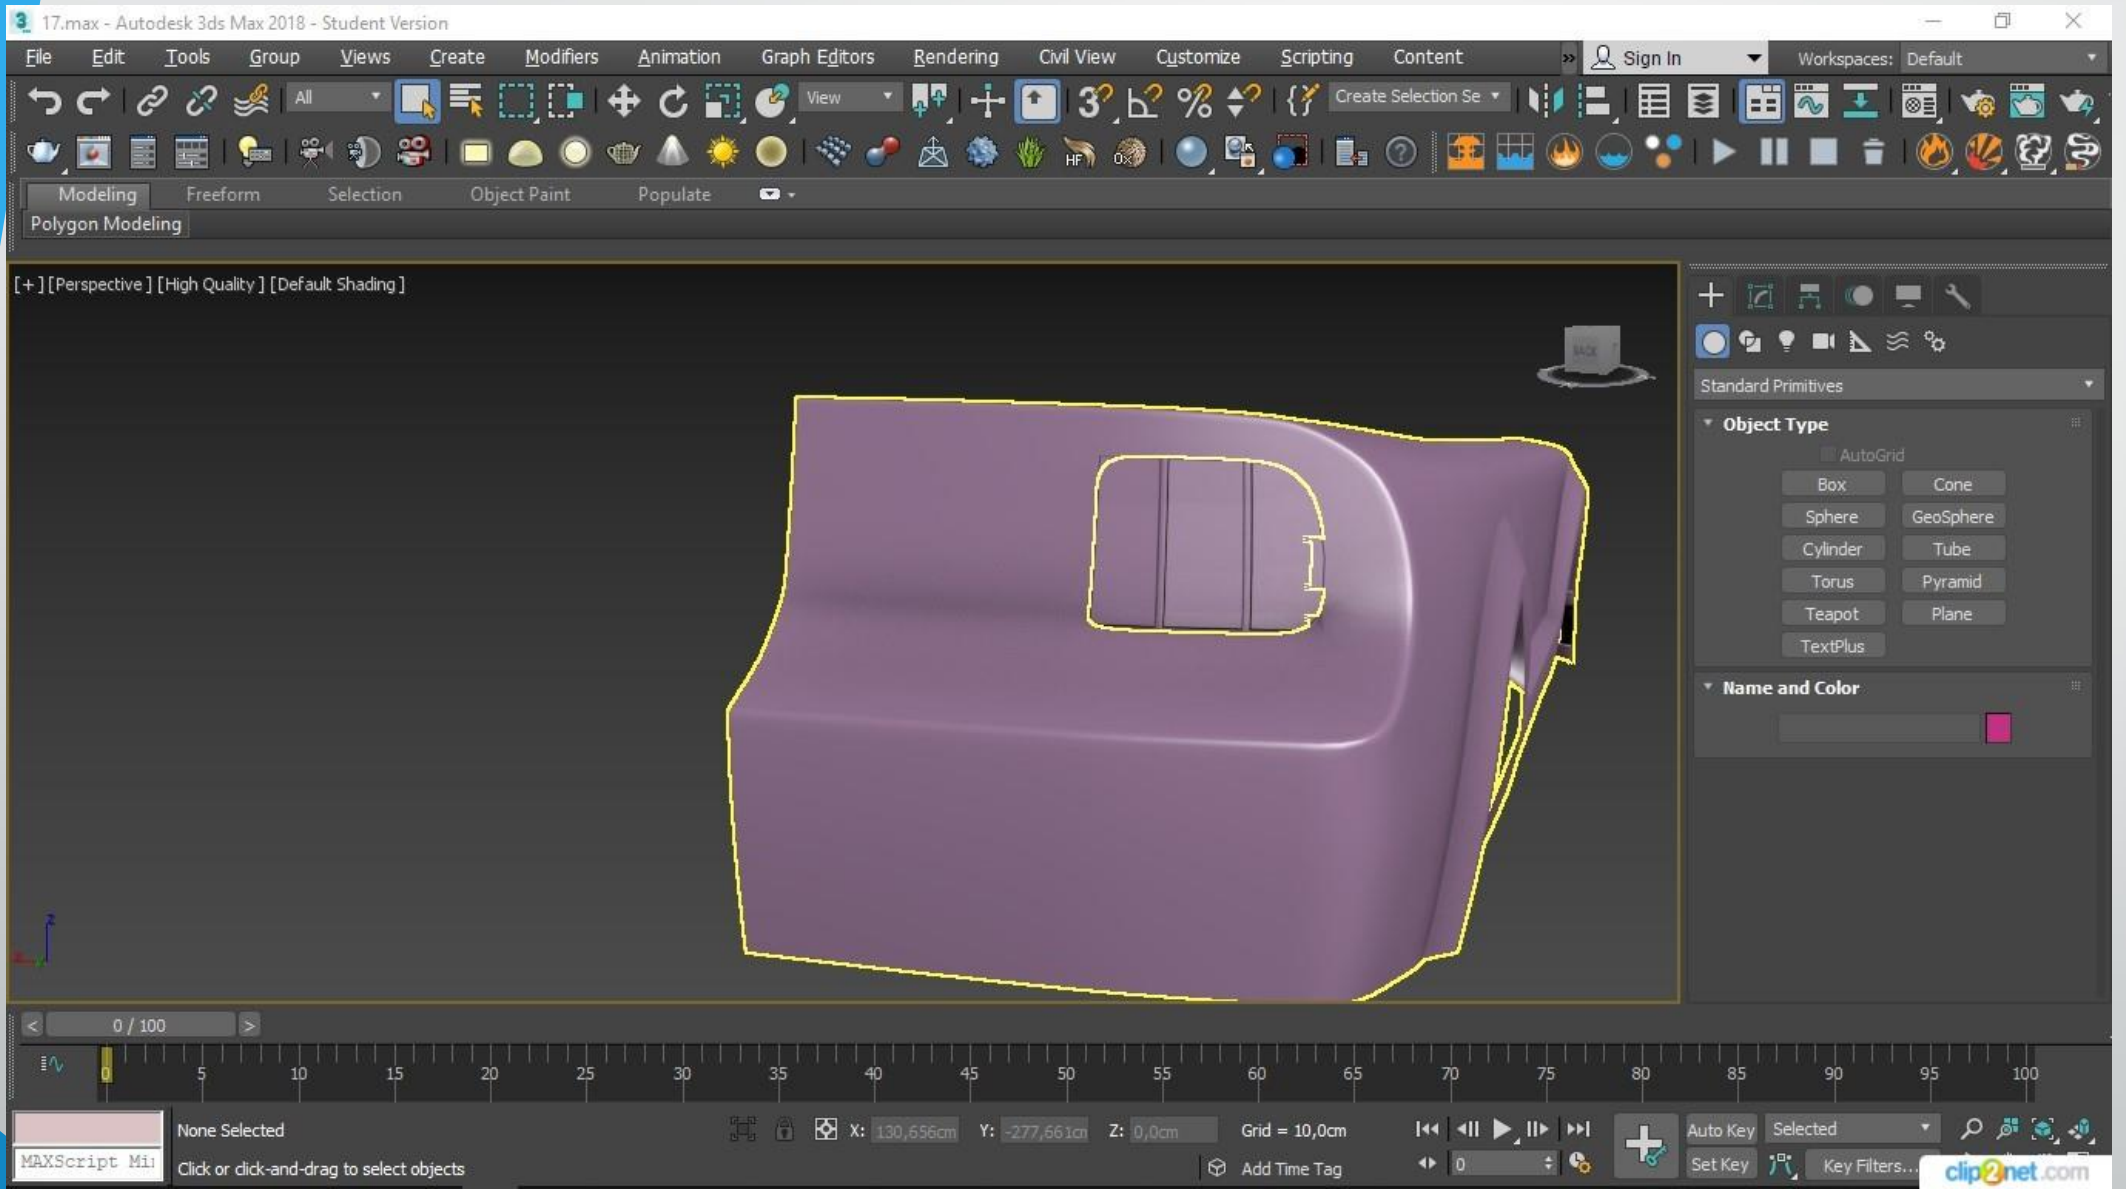 17.max - Autodesk 3ds Max 2018 - Student Version
File Edit Tools Group Views Create Modifiers Animation Graph Editors Rendering Civil View Customize Scripting Content » Sign In Workspaces: Default
All View Create Selection Se
Modeling Freeform Selection Object Paint Populate
Polygon Modeling
[+] [Perspective] [High Quality] [Default Shading]
BACK
Standard Primitives
Object Type
AutoGrid
Box Cone
Sphere GeoSphere
Cylinder Tube
Torus Pyramid
Teapot Plane
TextPlus
Name and Color
z
< 0 / 100 >
0 5 10 15 20 25 30 35 40 45 50 55 60 65 70 75 80 85 90 95 100
None Selected X: 130,656cm Y: -277,661cm Z: 0,0cm Grid = 10,0cm Auto Key Selected
MAXScript Mi Click or click-and-drag to select objects Add Time Tag 0 Set Key Key Filters...
clip2net.com